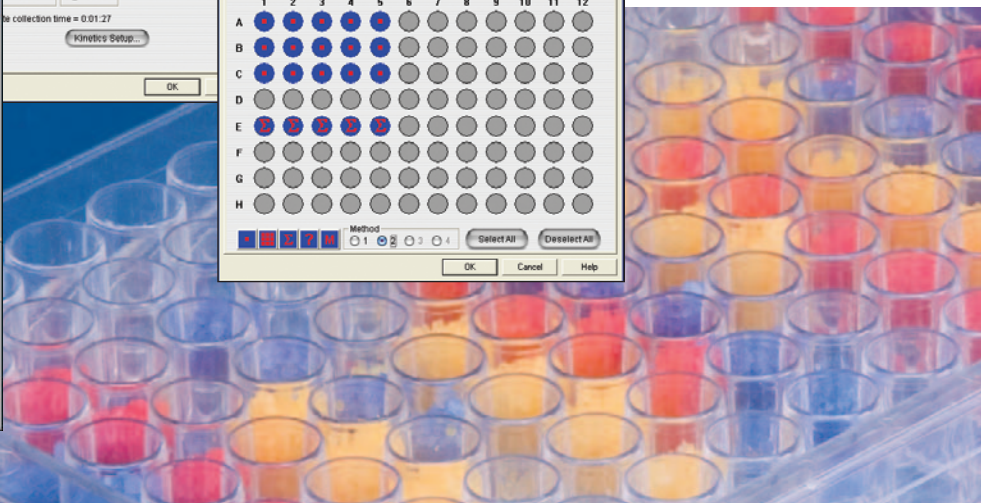 1 2 3 4 5 6 7 8 9 10 11 12
te collection time = 0:01:27
A
B
Kinetics Setup...
C
OK
D
E Σ Σ Σ Σ Σ
F
G
H
Method
Σ ? M 1 2 3 4 Select All Deselect All
OK Cancel Help